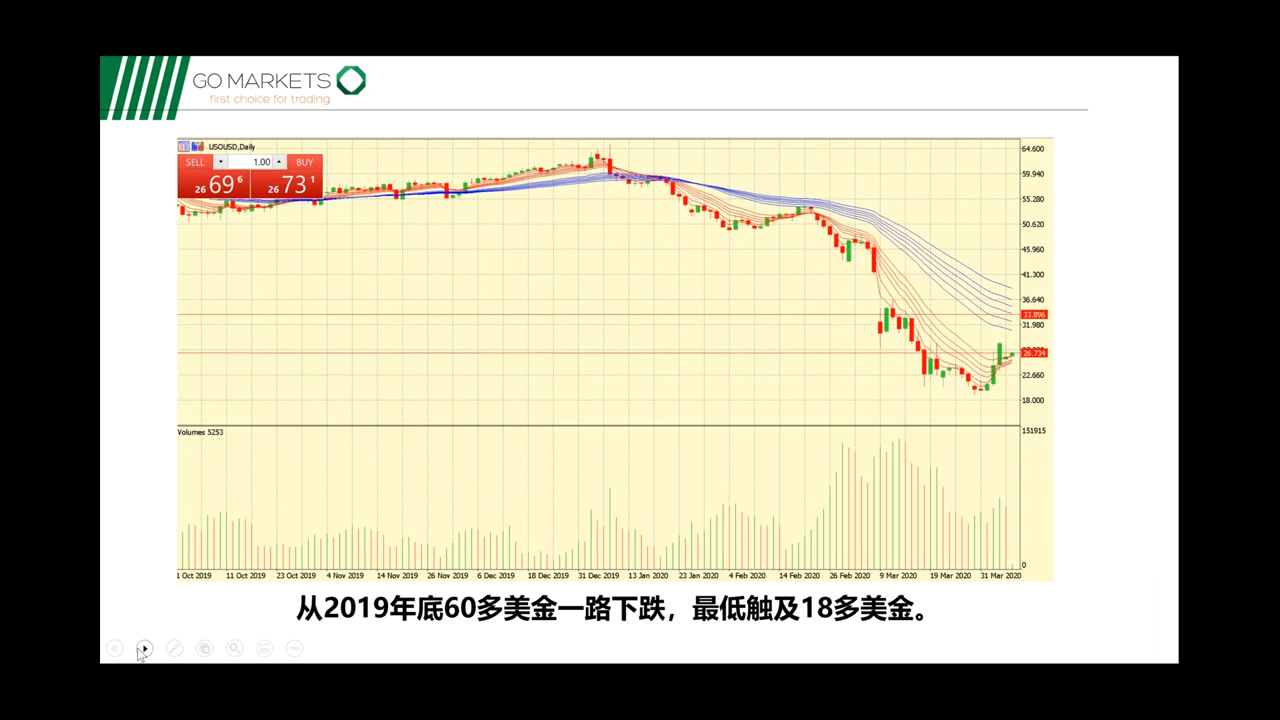 GO MARKETS
first choice for trading
USOUSD,Daily
SELL 1.00 BUY
26 69 6 26 73 1
64.600
59.940
55.280
50.620
45.960
41.300
36.640
33.896
31.980
26.734
22.660
18.000
Volumes 5253
151915
0
1 Oct 2019 11 Oct 2019 23 Oct 2019 4 Nov 2019 14 Nov 2019 26 Nov 2019 6 Dec 2019 18 Dec 2019 31 Dec 2019 13 Jan 2020 23 Jan 2020 4 Feb 2020 14 Feb 2020 26 Feb 2020 9 Mar 2020 19 Mar 2020 31 Mar 2020
从2019年底60多美金一路下跌，最低触及18多美金。